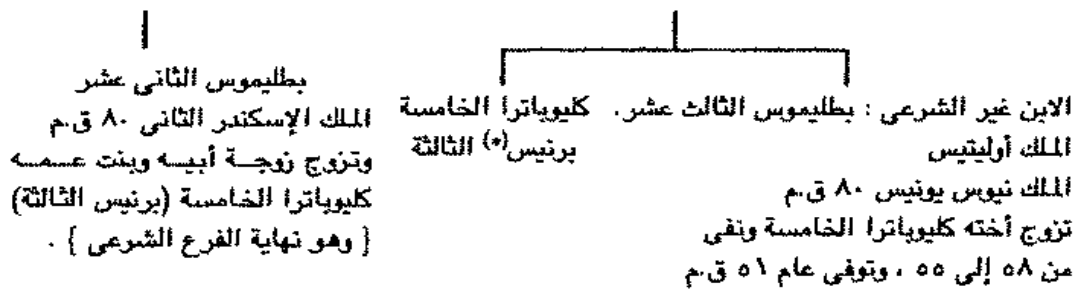 الابن غير الشرعى : بطليموس الثالث عشر .
الملك أوليتيس
الملك نيوس يونيس ٨٠ ق.م
تزوج أخته كليوباترا الخامسة ونفى
من ٥٨ إلى ٥٥ ، وتوفى عام ٥١ ق.م
كليوباترا الخامسة
برنيس(*) الثالثة
بطليموس الثانى عشر
الملك الإسكندر الثانى ٨٠ ق.م
وتزوج زوجة أبيه وبنت عمه
كليوباترا الخامسة (برنيس الثالثة)
{ وهو نهاية الفرع الشرعى } .